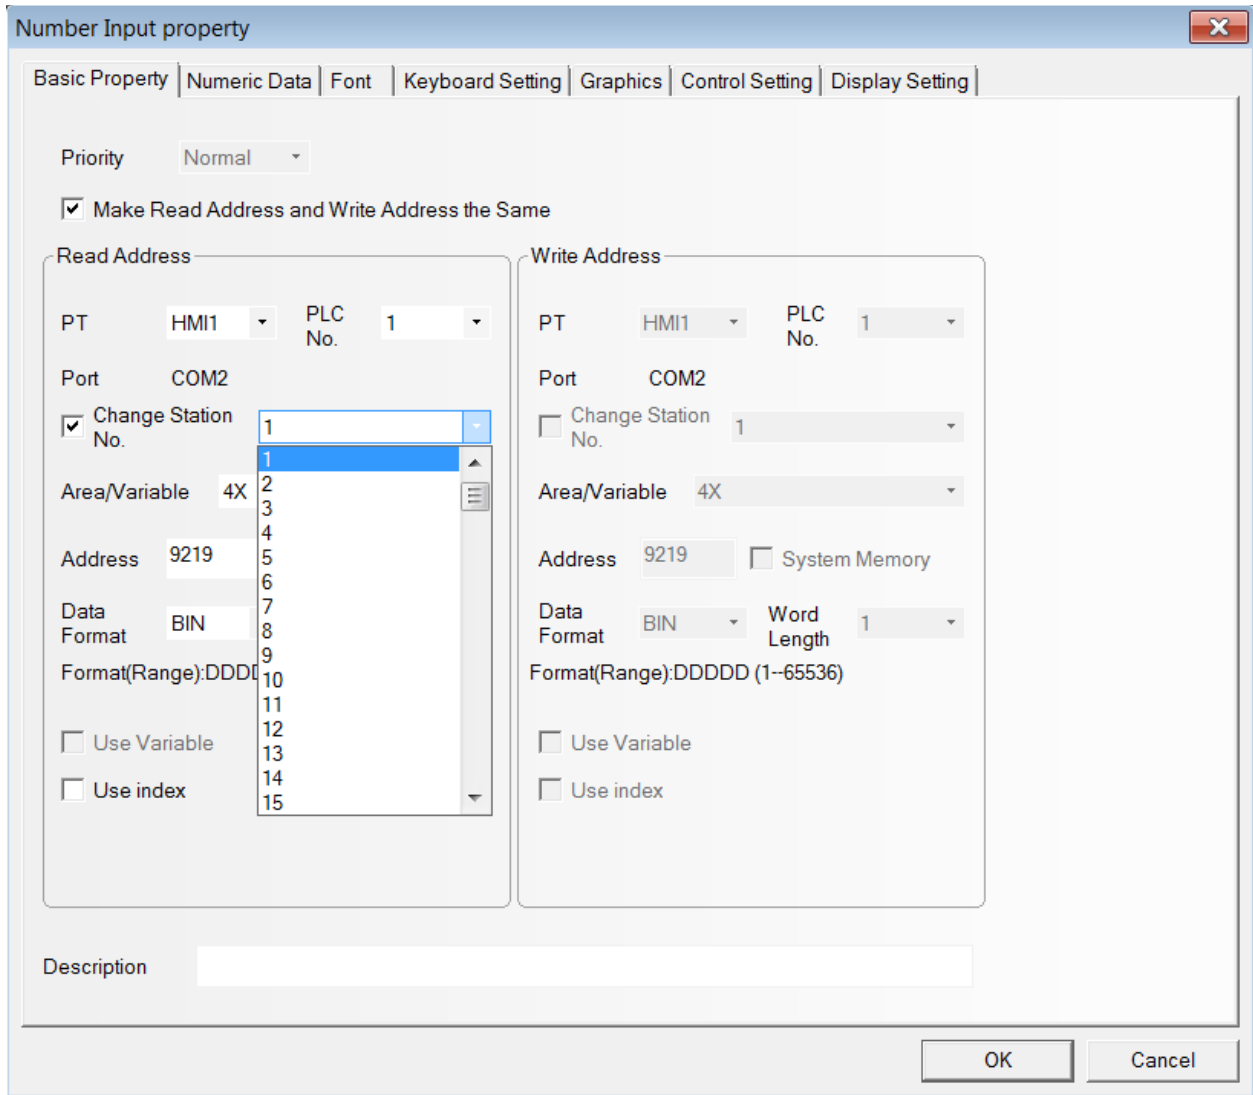 Number Input property
Basic Property Numeric Data Font Keyboard Setting Graphics Control Setting Display Setting
Priority Normal
Make Read Address and Write Address the Same
Read Address
PT HMI1 PLC No. 1
Port COM2
Change Station No. 1
1
2
3
4
5
6
7
8
9
10
11
12
13
14
15
Area/Variable 4X
Address 9219
Data Format BIN
Format(Range):DDD
Use Variable
Use index
Write Address
PT HMI1 PLC No. 1
Port COM2
Change Station No. 1
Area/Variable 4X
Address 9219 System Memory
Data Format BIN Word Length 1
Format(Range):DDDDD (1--65536)
Use Variable
Use index
Description
OK Cancel